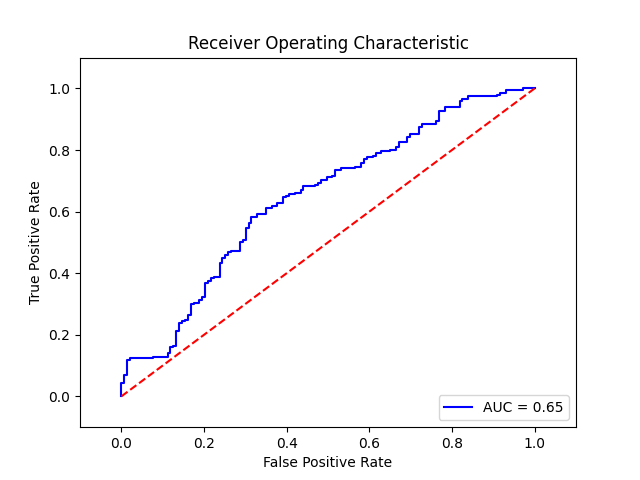 Receiver Operating Characteristic
True Positive Rate
1.0
0.8
0.6
0.4
0.2
0.0
AUC = 0.65
0.0 0.2 0.4 0.6 0.8 1.0
False Positive Rate